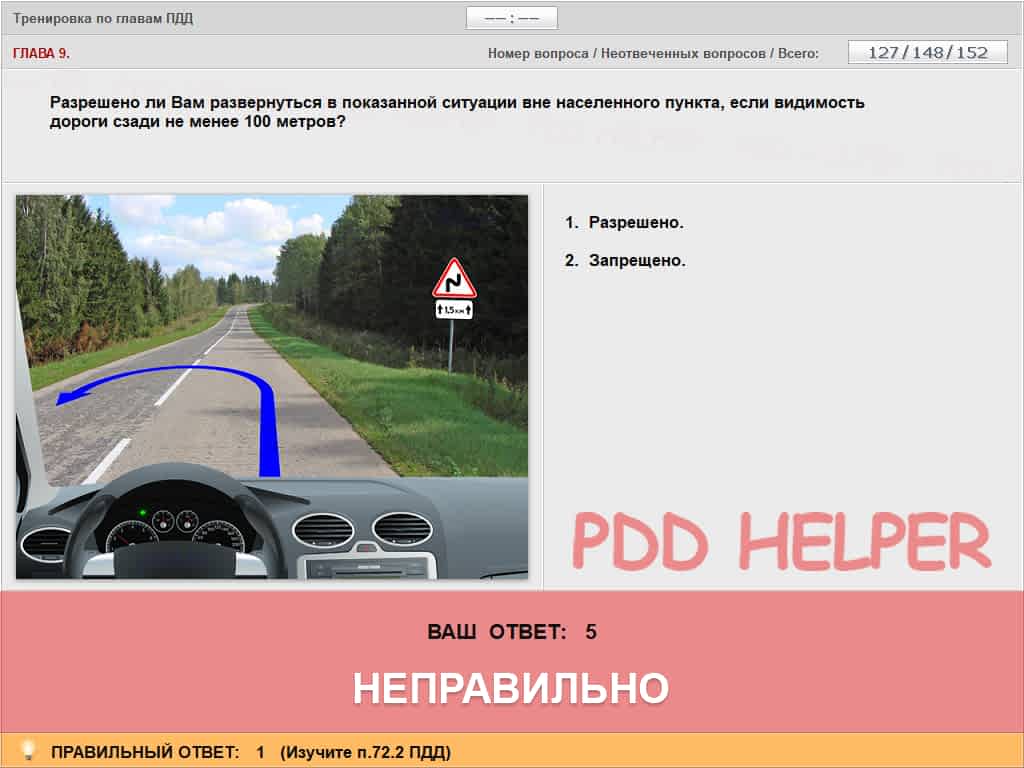 Тренировка по главам ПДД
—— : ——
ГЛАВА 9.
Номер вопроса / Неотвеченных вопросов / Всего:
127/148/152
Разрешено ли Вам развернуться в показанной ситуации вне населенного пункта, если видимость
дороги сзади не менее 100 метров?
1. Разрешено.
2. Запрещено.
1,5 км
PDD HELPER
ВАШ ОТВЕТ: 5
НЕПРАВИЛЬНО
ПРАВИЛЬНЫЙ ОТВЕТ: 1 (Изучите п.72.2 ПДД)